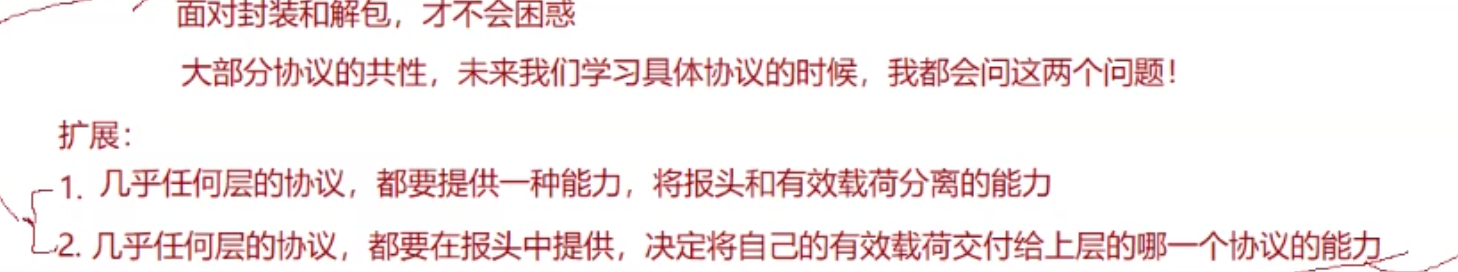 面对封装和解包，才不会困惑
大部分协议的共性，未来我们学习具体协议的时候，我都会问这两个问题！
扩展：
1. 几乎任何层的协议，都要提供一种能力，将报头和有效载荷分离的能力
2. 几乎任何层的协议，都要在报头中提供，决定将自己的有效载荷交付给上层的哪一个协议的能力